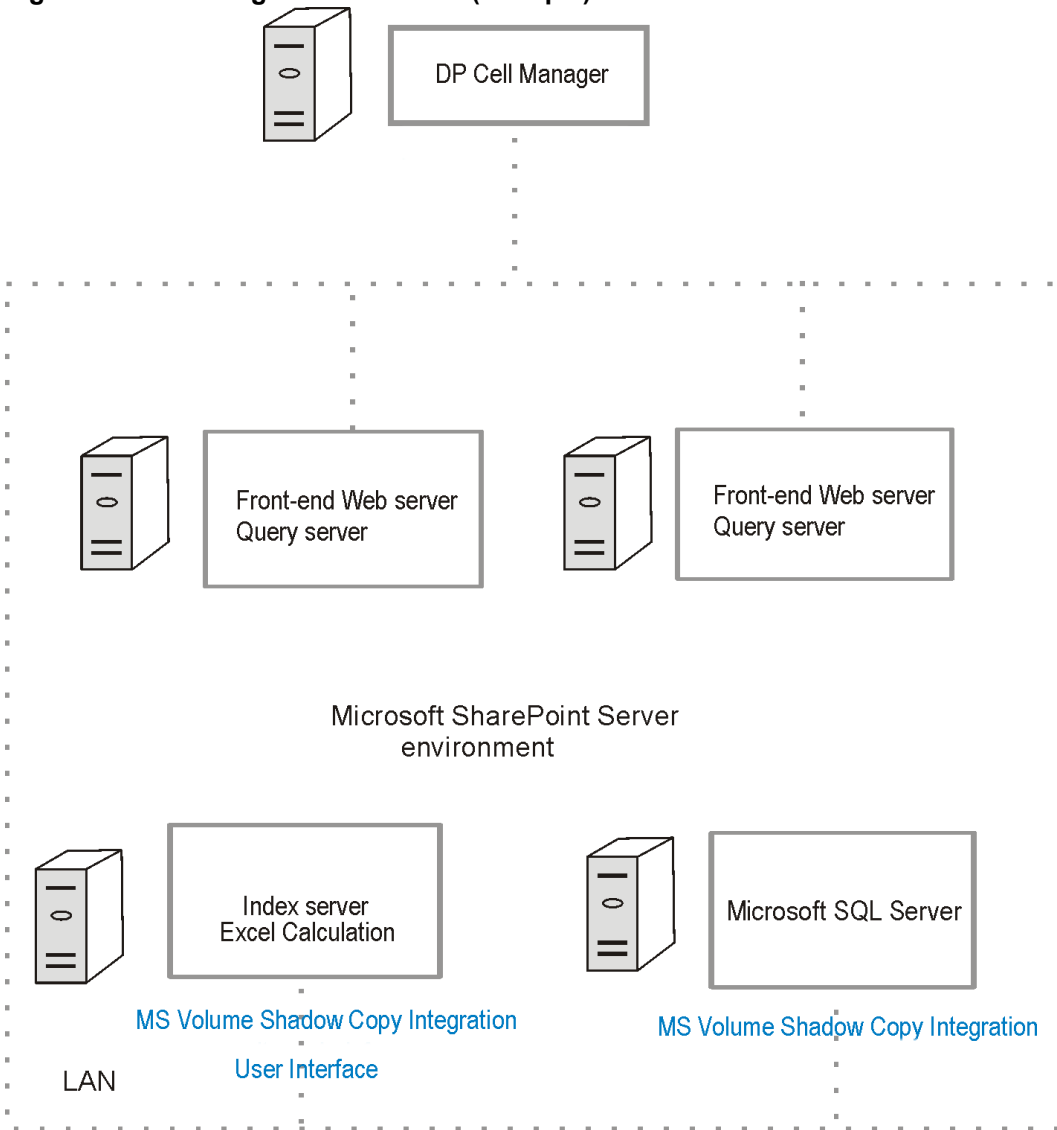 DP Cell Manager
Front-end Web server
Query server
Front-end Web server
Query server
Microsoft SharePoint Server
environment
Index server
Excel Calculation
Microsoft SQL Server
MS Volume Shadow Copy Integration
User Interface
MS Volume Shadow Copy Integration
LAN